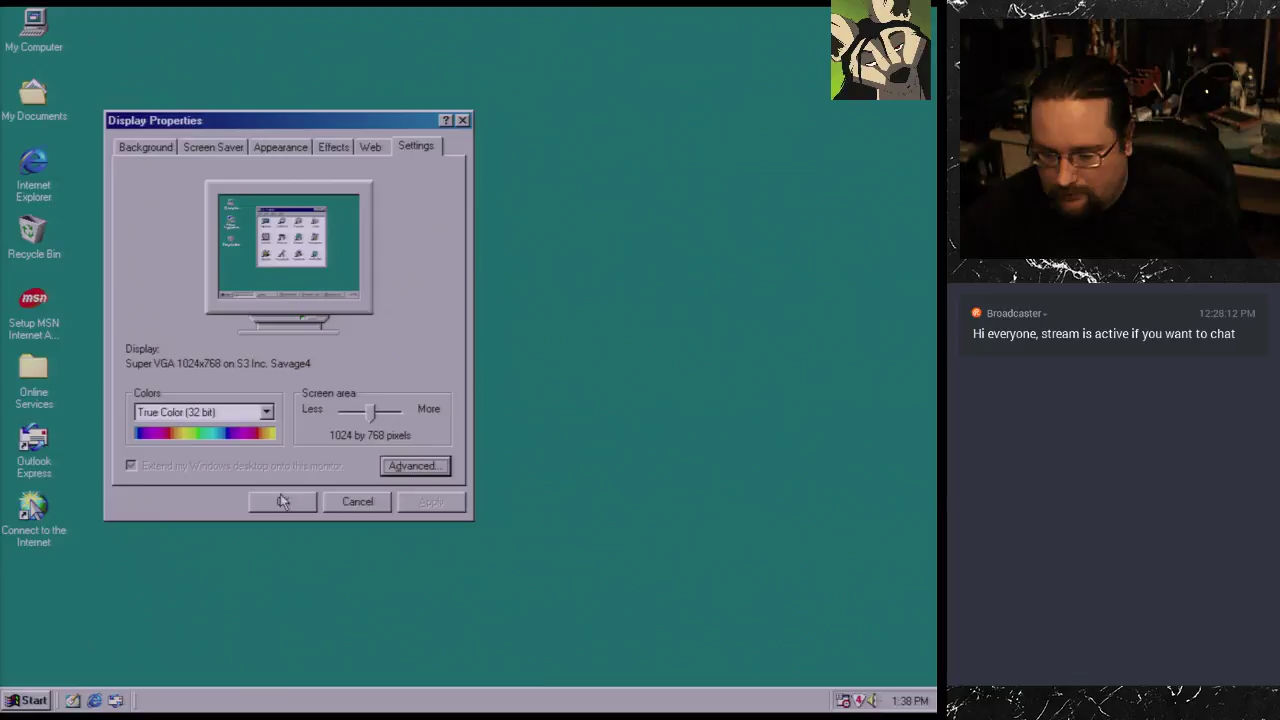 My Computer
My Documents
Internet
Explorer
Recycle Bin
msn
Setup MSN
Internet A...
Online
Services
Outlook
Express
Connect to the
Internet
Display Properties
Background
Screen Saver
Appearance
Effects
Web
Settings
Display:
Super VGA 1024x768 on S3 Inc. Savage4
Colors
True Color (32 bit)
Screen area
Less
More
1024 by 768 pixels
Extend my Windows desktop onto this monitor.
Advanced...
Cancel
Apply
Start
1:38 PM
Broadcaster
12:28:12 PM
Hi everyone, stream is active if you want to chat